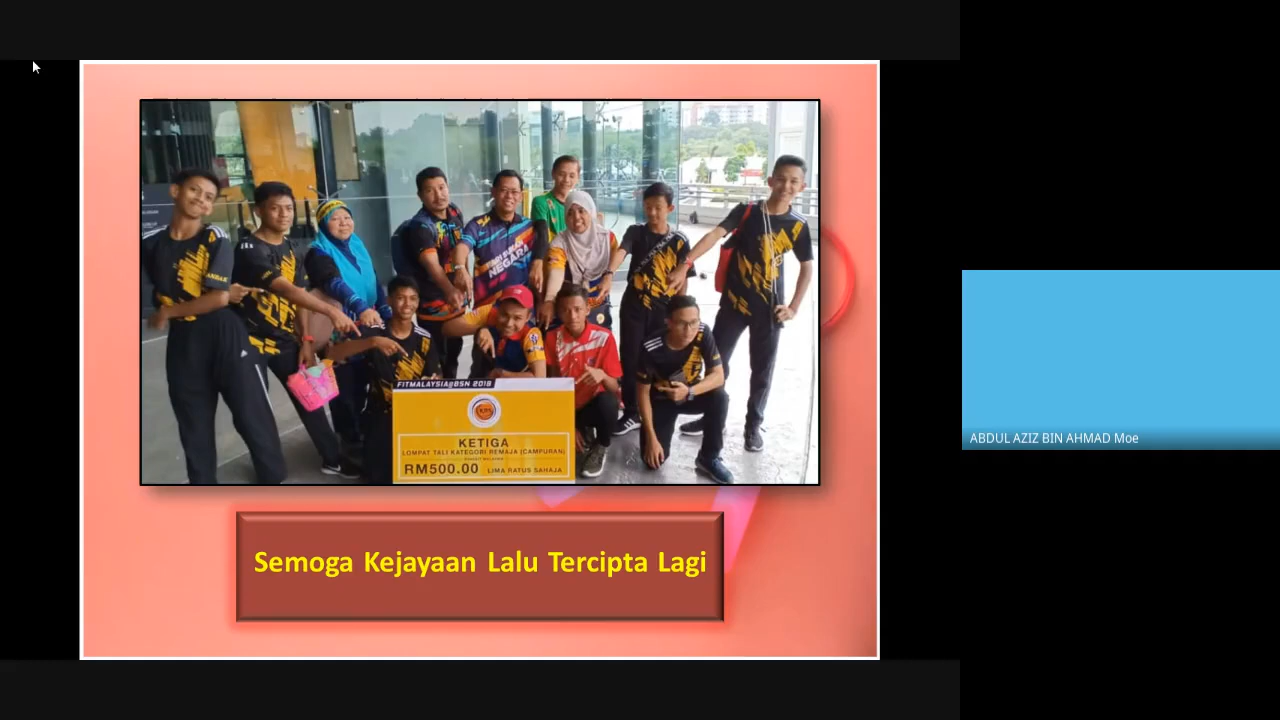 FITMALAYSIA@BSN 2018
KETIGA
LOMPAT TALI KATEGORI REMAJA (CAMPURAN)
RM500.00 LIMA RATUS SAHAJA
Semoga Kejayaan Lalu Tercipta Lagi
ABDUL AZIZ BIN AHMAD Moe